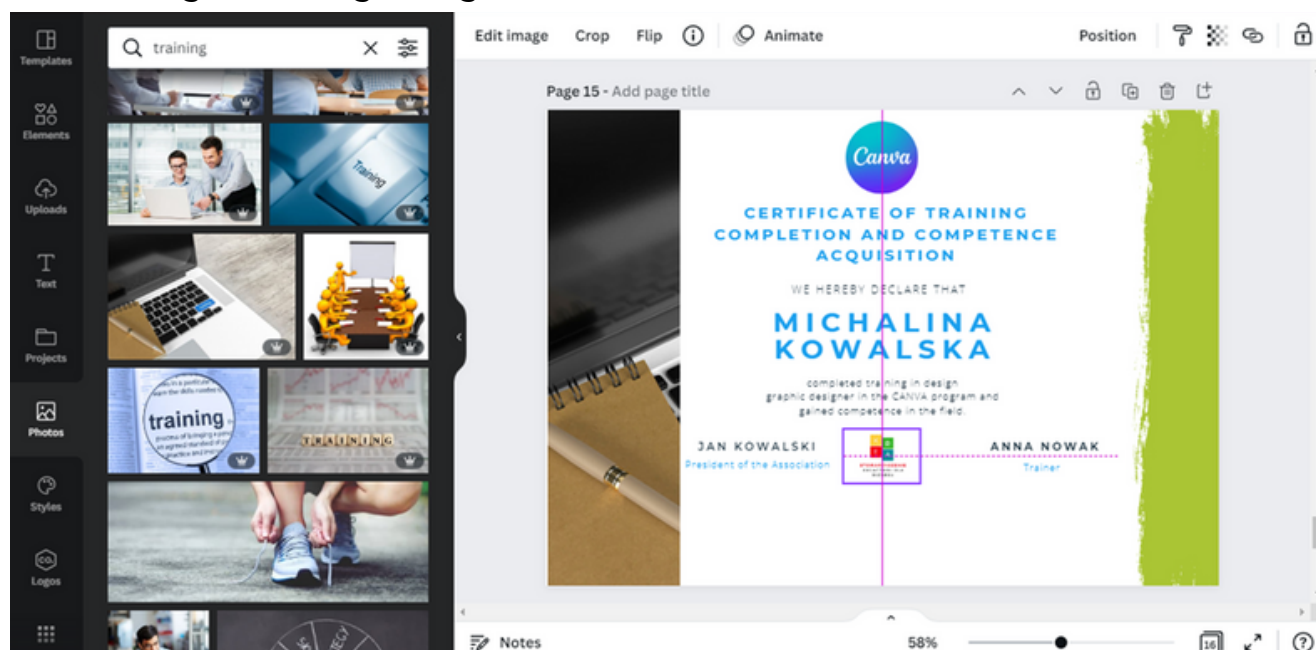 training
Templates
Elements
Uploads
Text
Projects
Photos
Styles
Logos
Training
training
TRAINING
Edit image Crop Flip Animate Position
Page 15 - Add page title
Canva
CERTIFICATE OF TRAINING
COMPLETION AND COMPETENCE
ACQUISITION
WE HEREBY DECLARE THAT
MICHALINA
KOWALSKA
completed training in design
graphic designer in the CANVA program and
gained competence in the field.
JAN KOWALSKI
President of the Association
ANNA NOWAK
Trainer
Notes 58% 16